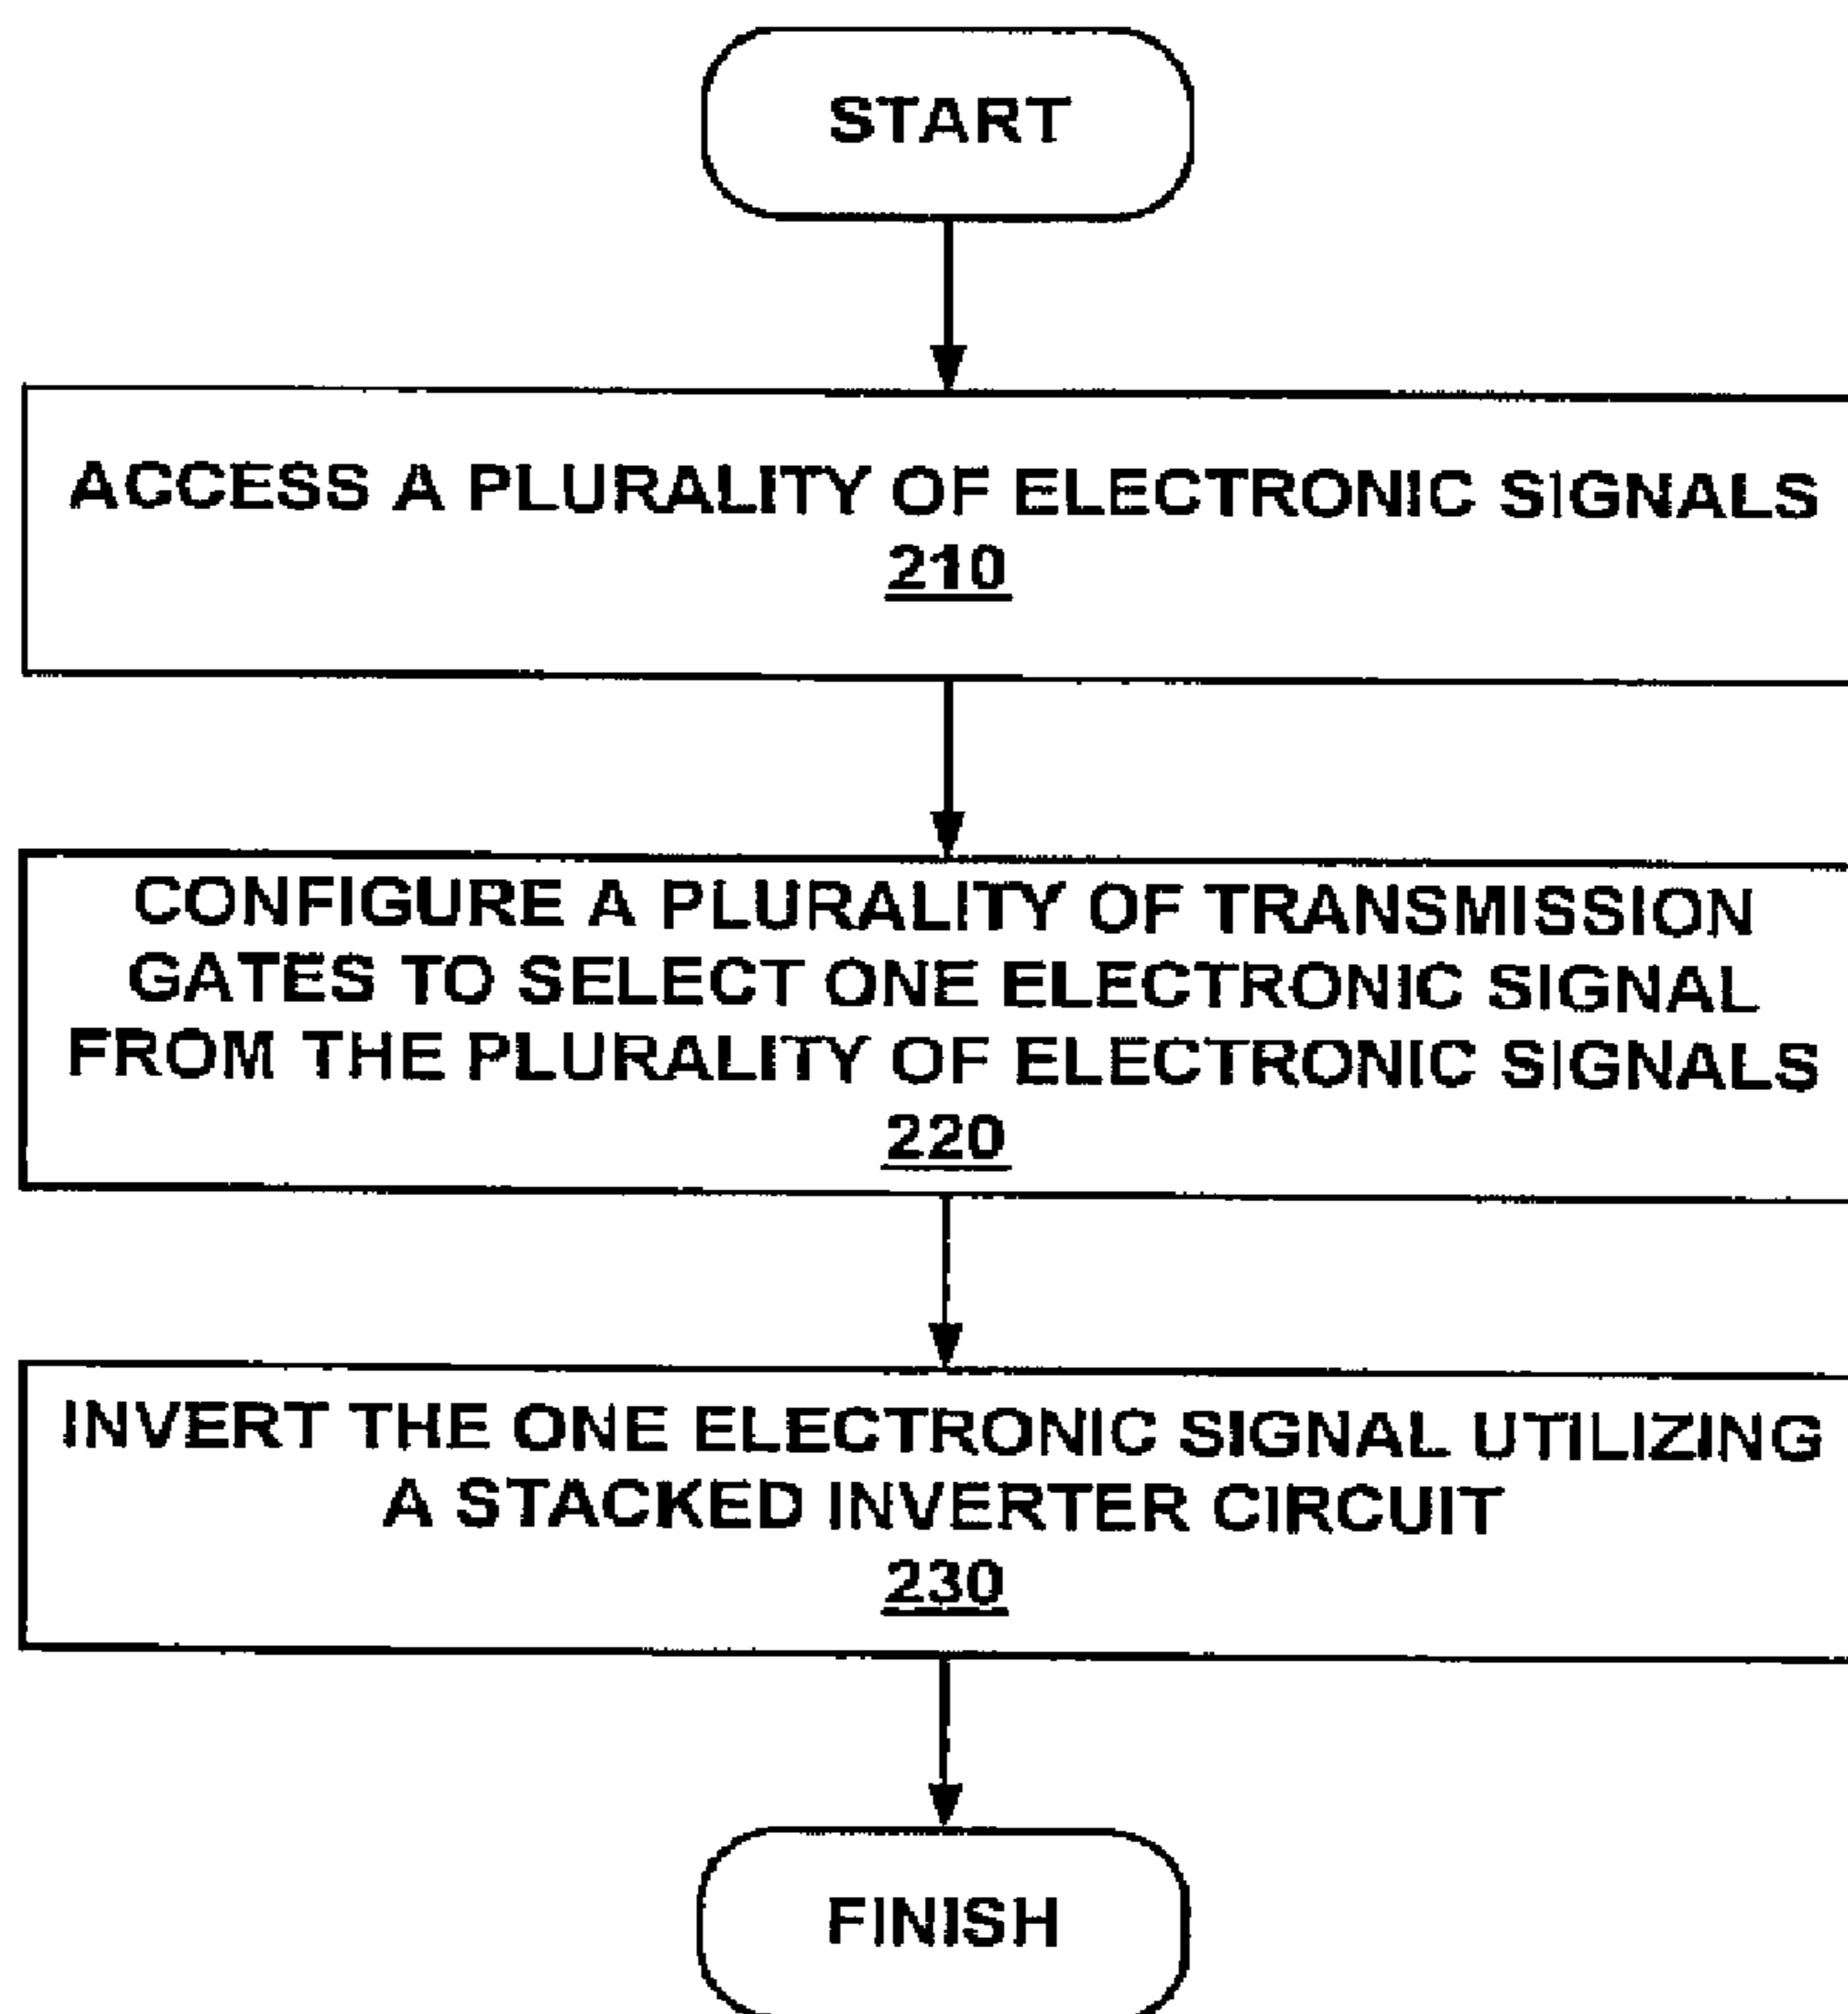 START
ACCESS A PLURALITY OF ELECTRONIC SIGNALS
210
CONFIGURE A PLURALITY OF TRANSMISSION
GATES TO SELECT ONE ELECTRONIC SIGNAL
FROM THE PLURALITY OF ELECTRONIC SIGNALS
220
INVERT THE ONE ELECTRONIC SIGNAL UTILIZING
A STACKED INVERTER CIRCUIT
230
FINISH